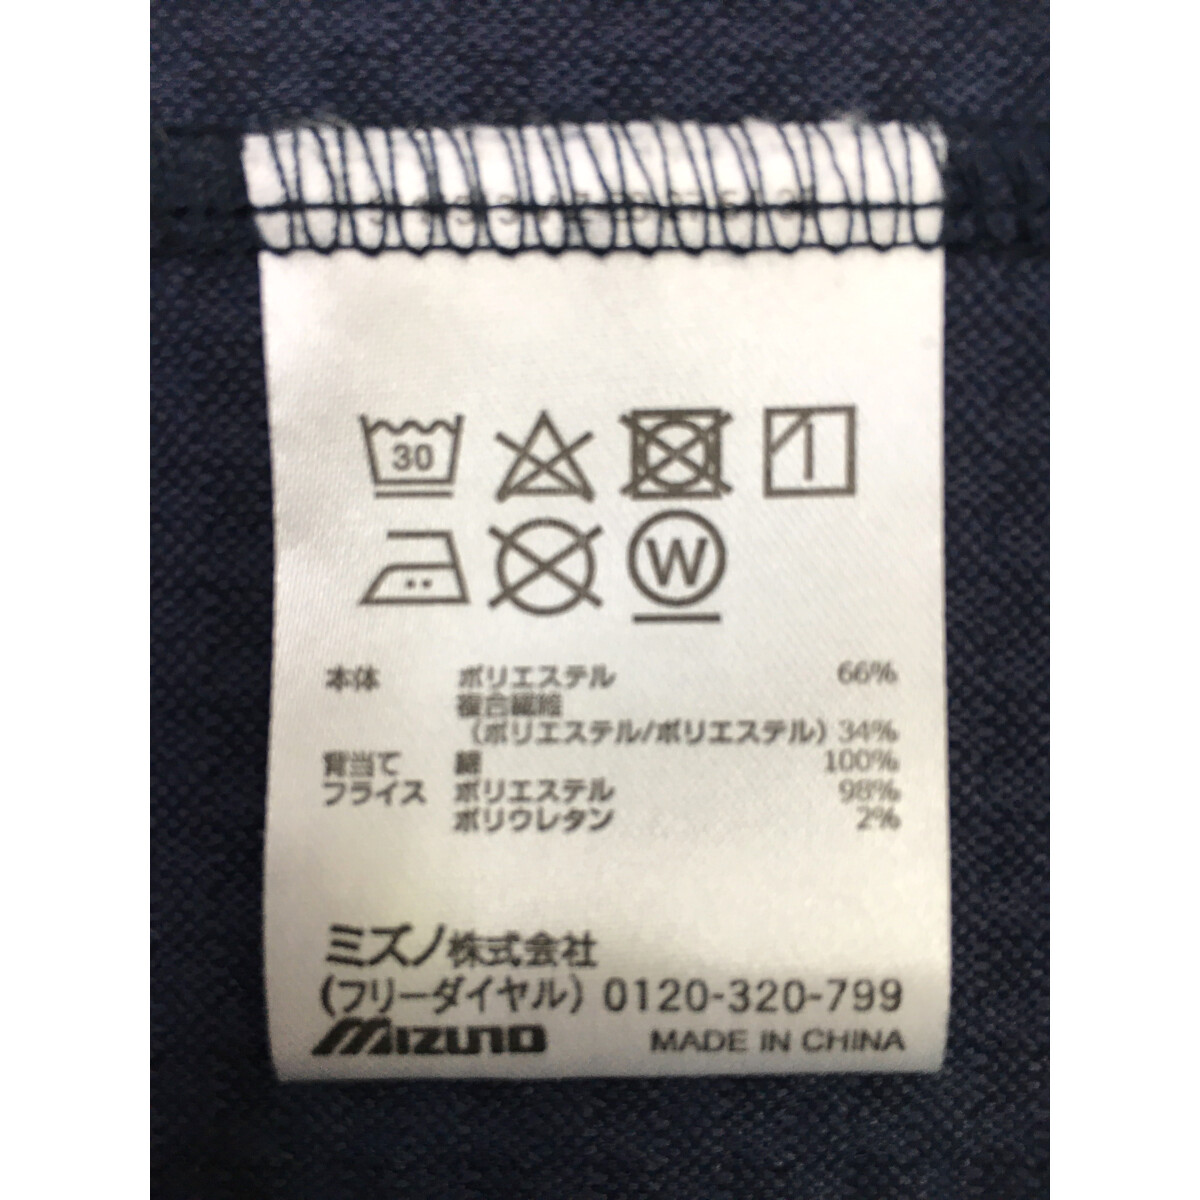 30
W
本体 ポリエステル 66%
複合繊維
(ポリエステル/ポリエステル) 34%
背当て 綿 100%
フライス ポリエステル 98%
ポリウレタン 2%
ミズノ株式会社
(フリーダイヤル) 0120-320-799
MIZUNO MADE IN CHINA